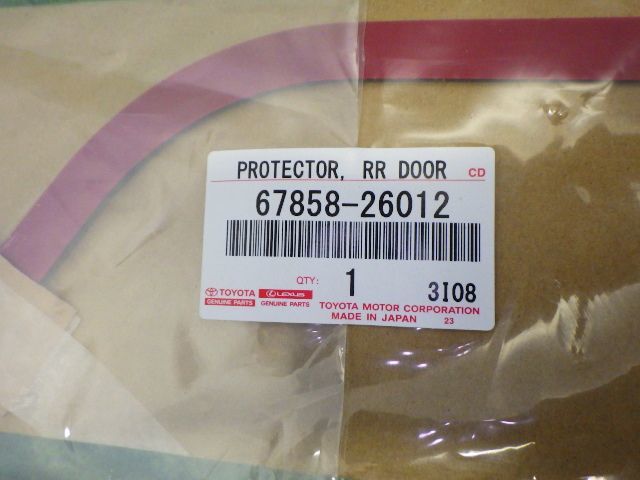 PROTECTOR, RR DOOR CD
67858-26012
QTY: 1 3I08
TOYOTA LEXUS
GENUINE PARTS GENUINE PARTS
TOYOTA MOTOR CORPORATION
MADE IN JAPAN 23